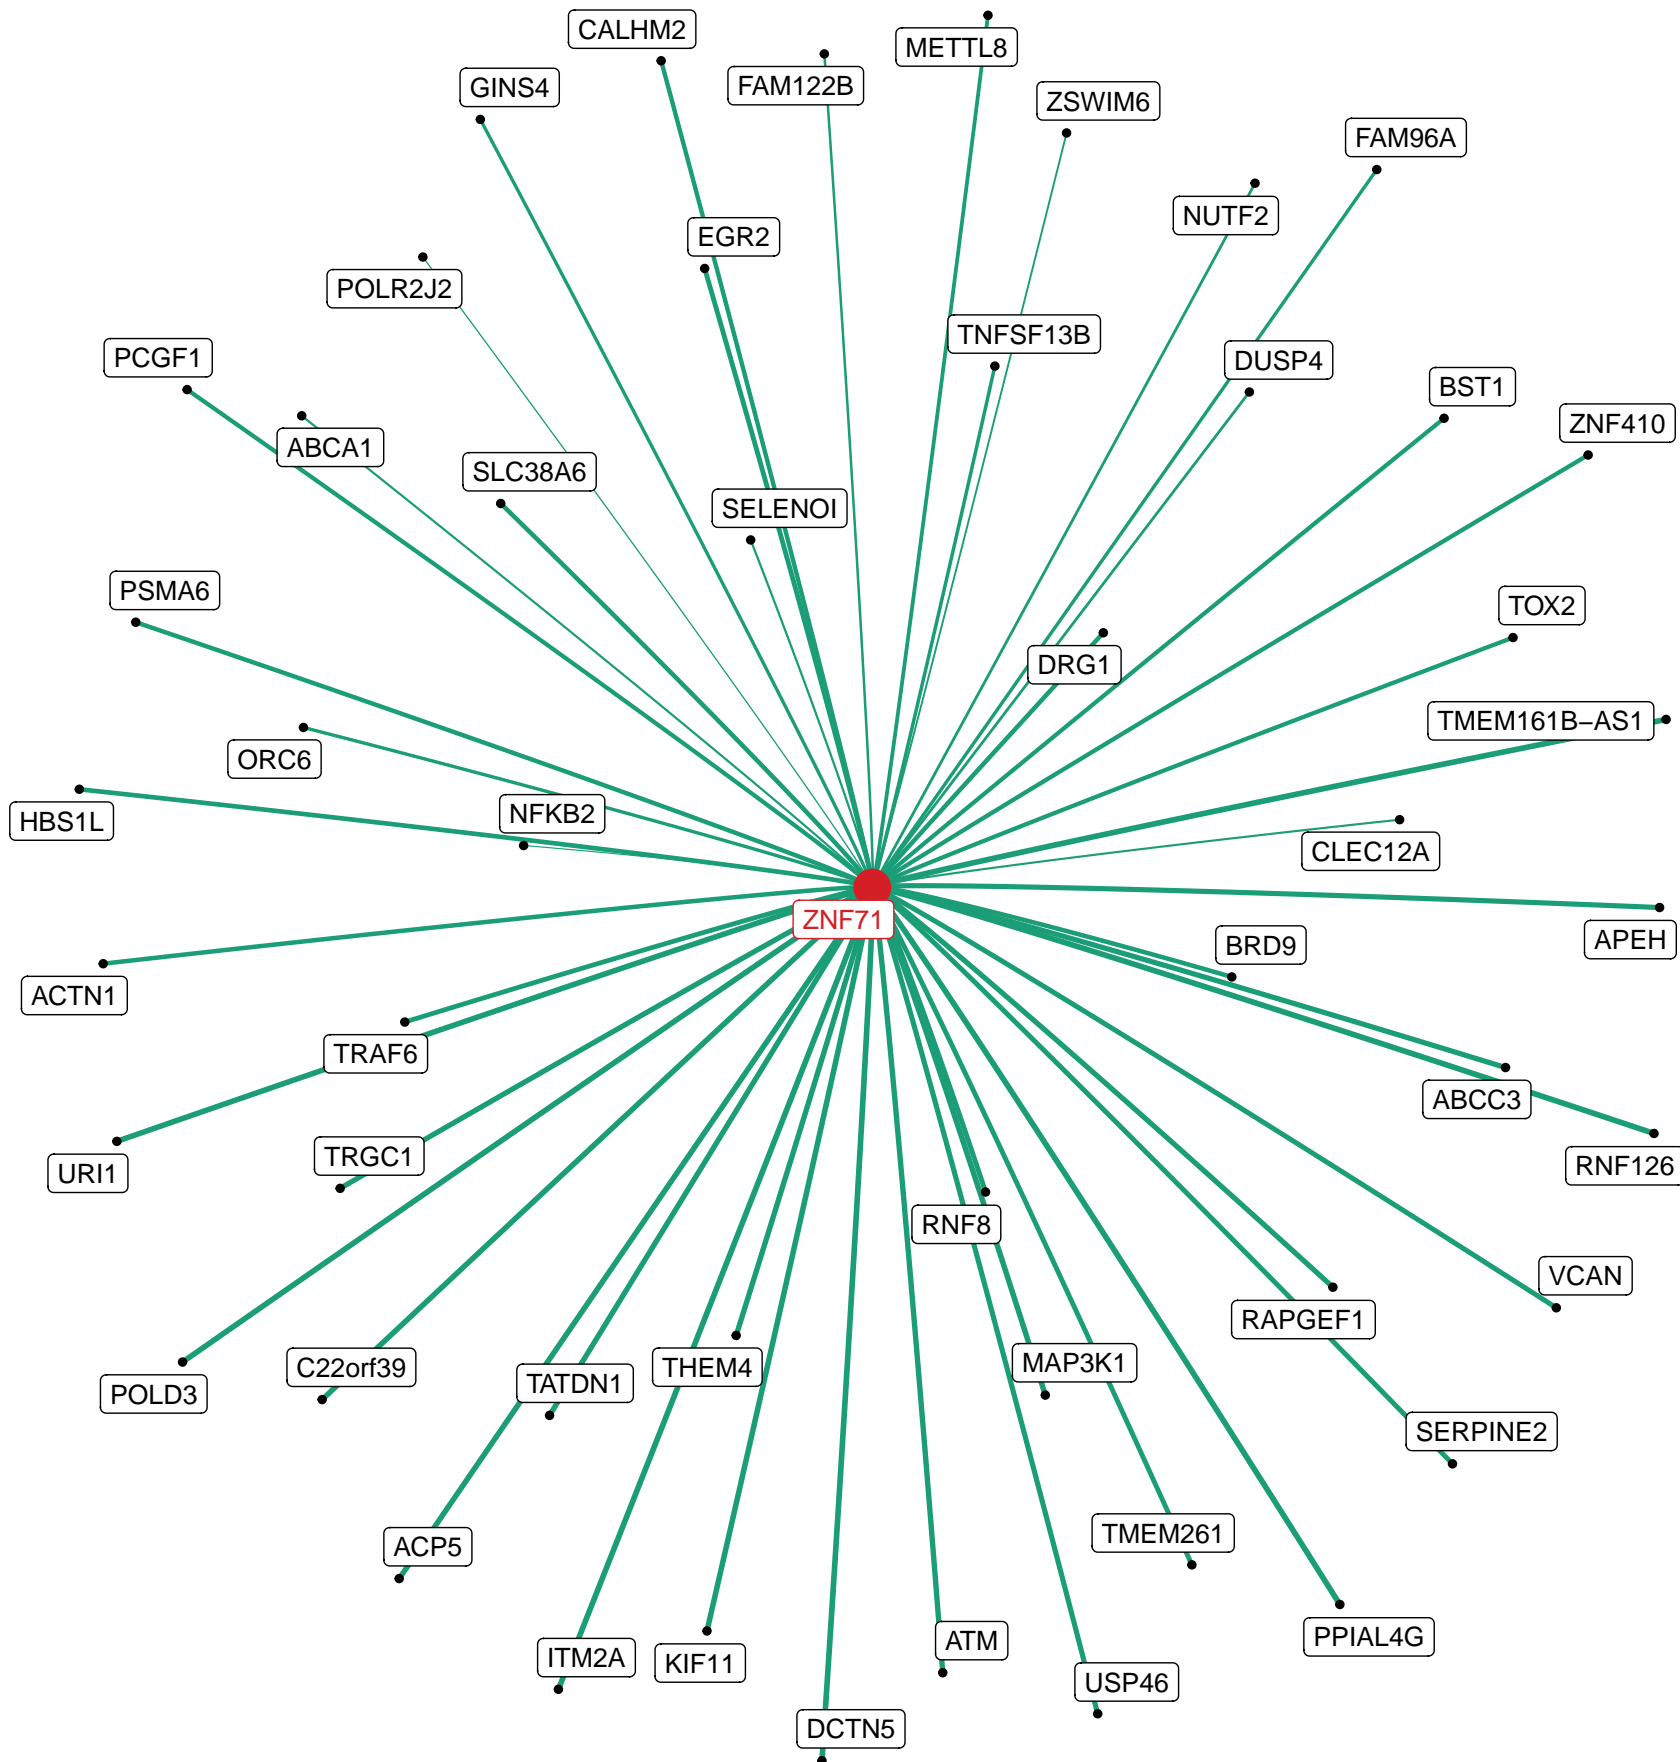 CALHM2
METTL8
GINS4
FAM122B
ZSWIM6
FAM96A
NUTF2
EGR2
POLR2J2
TNFSF13B
PCGF1
DUSP4
BST1
ZNF410
ABCA1
SLC38A6
SELENOI
PSMA6
TOX2
DRG1
TMEM161B−AS1
ORC6
NFKB2
HBS1L
CLEC12A
ZNF71
APEH
BRD9
ACTN1
TRAF6
ABCC3
TRGC1
RNF126
URI1
RNF8
VCAN
RAPGEF1
MAP3K1
C22orf39
THEM4
TATDN1
POLD3
SERPINE2
TMEM261
ACP5
PPIAL4G
ATM
ITM2A
KIF11
USP46
DCTN5